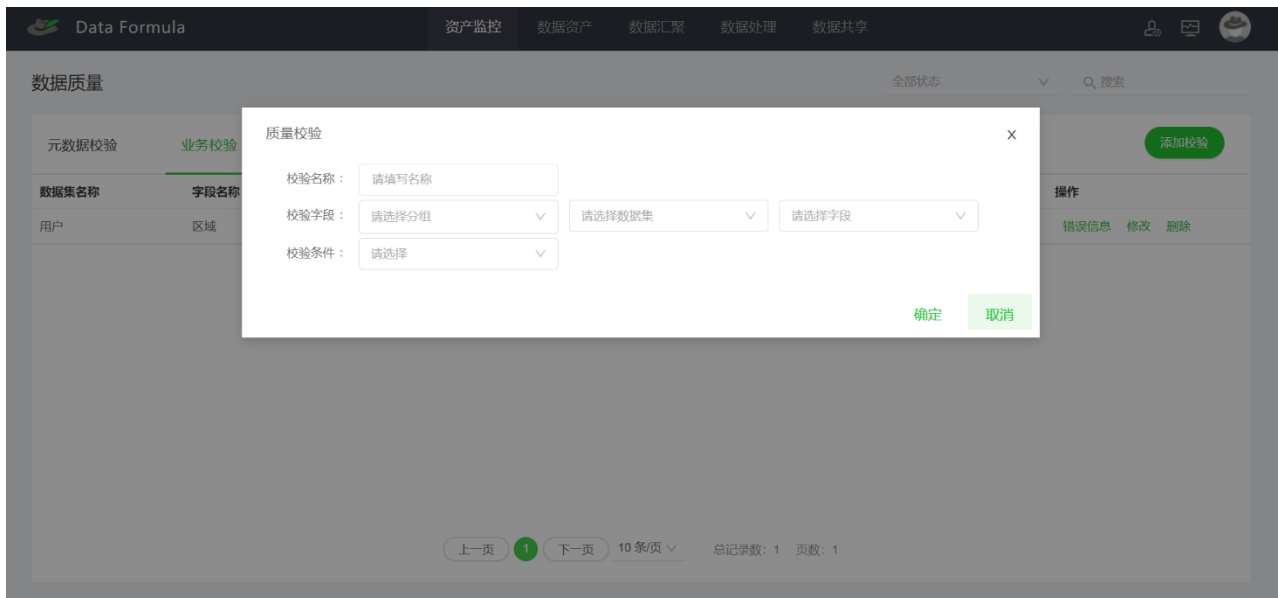 Data Formula 资产监控 数据资产 数据汇聚 数据处理 数据共享
数据质量 全部状态 搜索
元数据校验 业务校验 添加校验
质量校验 x
校验名称： 请填写名称
校验字段： 请选择分组 请选择数据集 请选择字段
校验条件： 请选择
确定 取消
数据集名称 字段名称 操作
用户 区域 错误信息 修改 删除
上一页 1 下一页 10 条/页 总记录数: 1 页数: 1